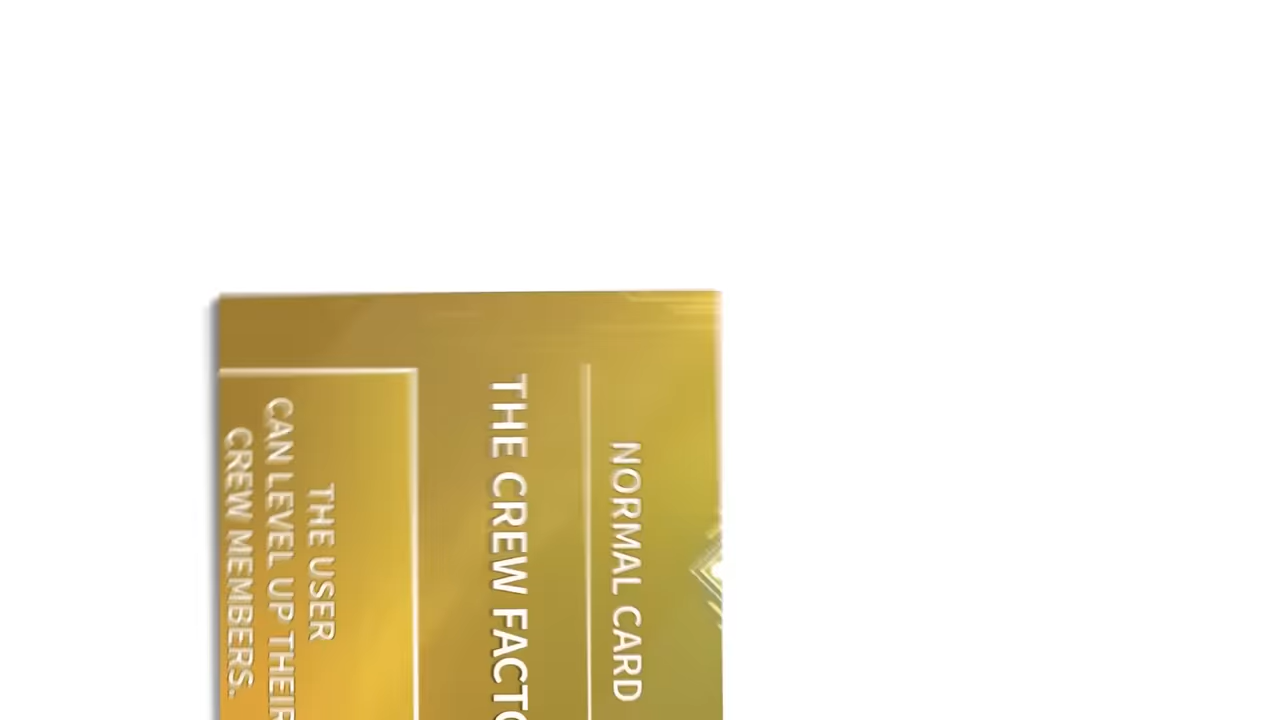 NORMAL CARD
THE CREW FACTO
THE USER
CAN LEVEL UP THEIR
CREW MEMBERS.